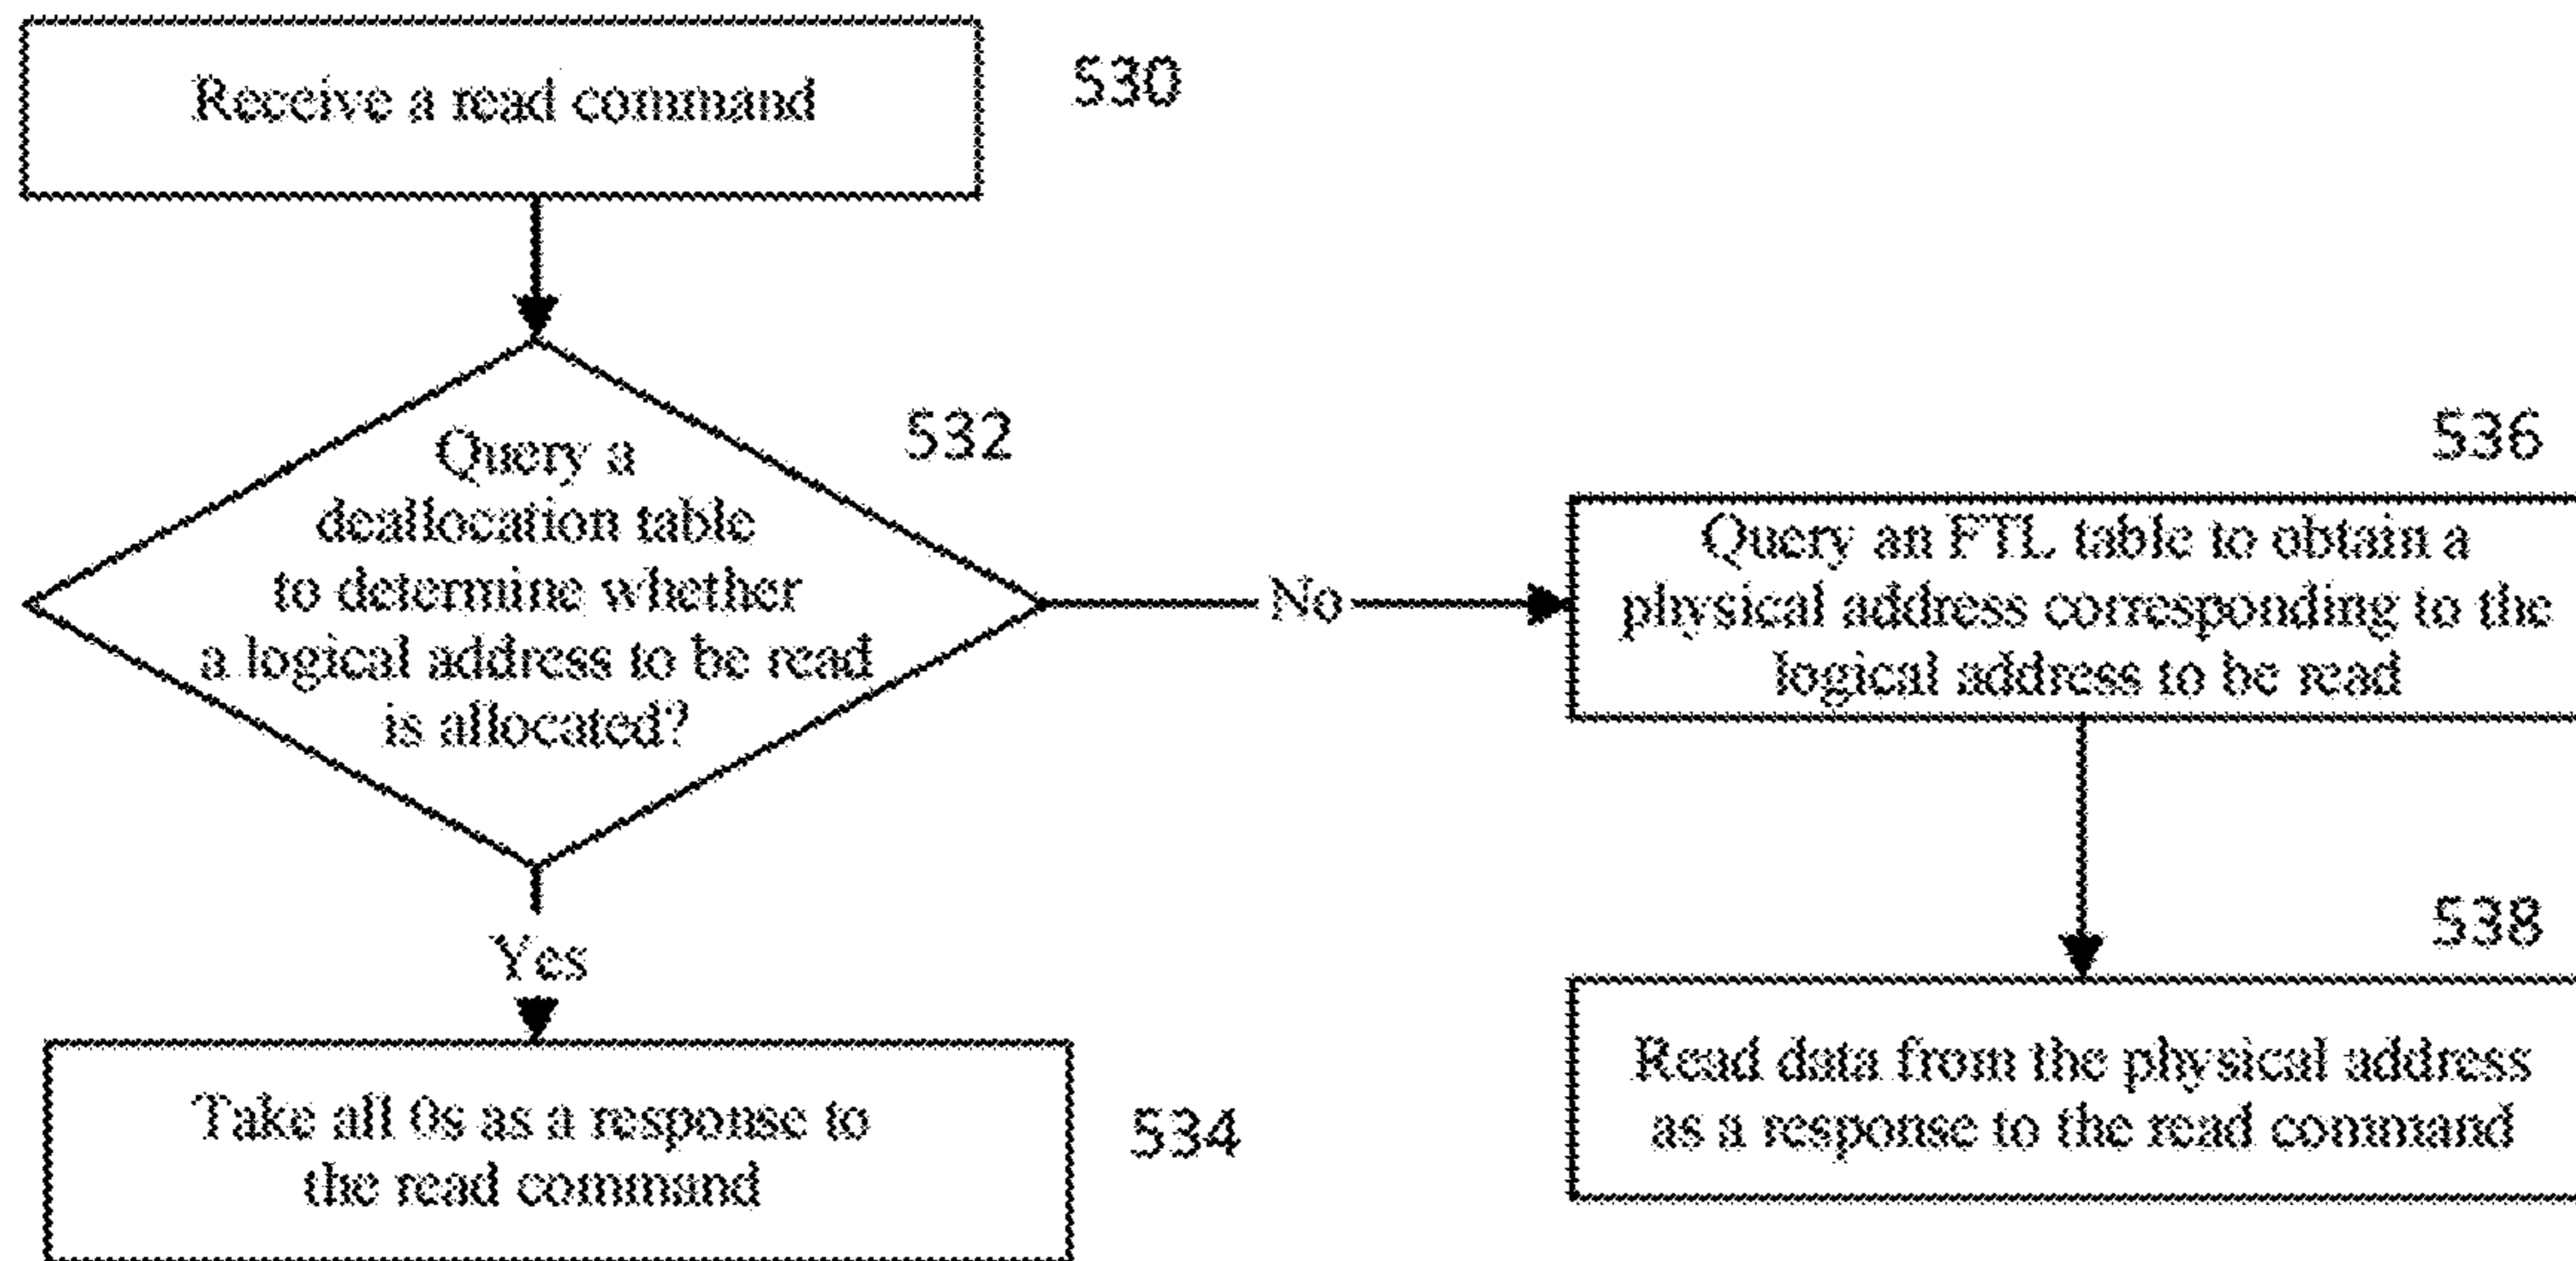 Receive a read command
530
Query a
deallocation table
to determine whether
a logical address to be read
is allocated?
532
No
536
Query an FTL table to obtain a
physical address corresponding to the
logical address to be read
538
Read data from the physical address
as a response to the read command
Yes
Take all 0s as a response to
the read command
534